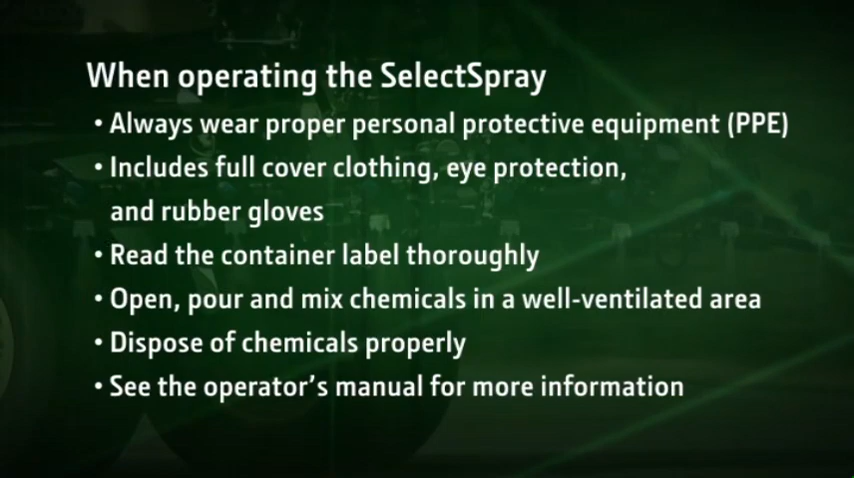 When operating the SelectSpray
• Always wear proper personal protective equipment (PPE)
• Includes full cover clothing, eye protection,
and rubber gloves
• Read the container label thoroughly
• Open, pour and mix chemicals in a well-ventilated area
• Dispose of chemicals properly
• See the operator’s manual for more information